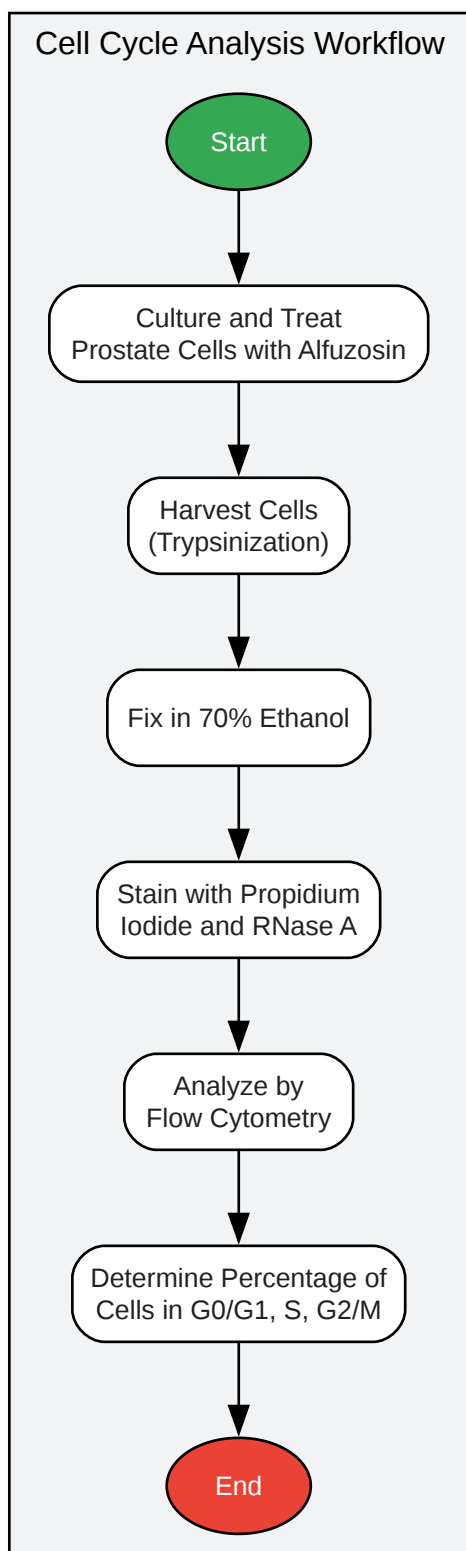 Cell Cycle Analysis Workflow
Start
Culture and Treat
Prostate Cells with Alfuzosin
Harvest Cells
(Trypsinization)
Fix in 70% Ethanol
Stain with Propidium
Iodide and RNase A
Analyze by
Flow Cytometry
Determine Percentage of
Cells in G0/G1, S, G2/M
End